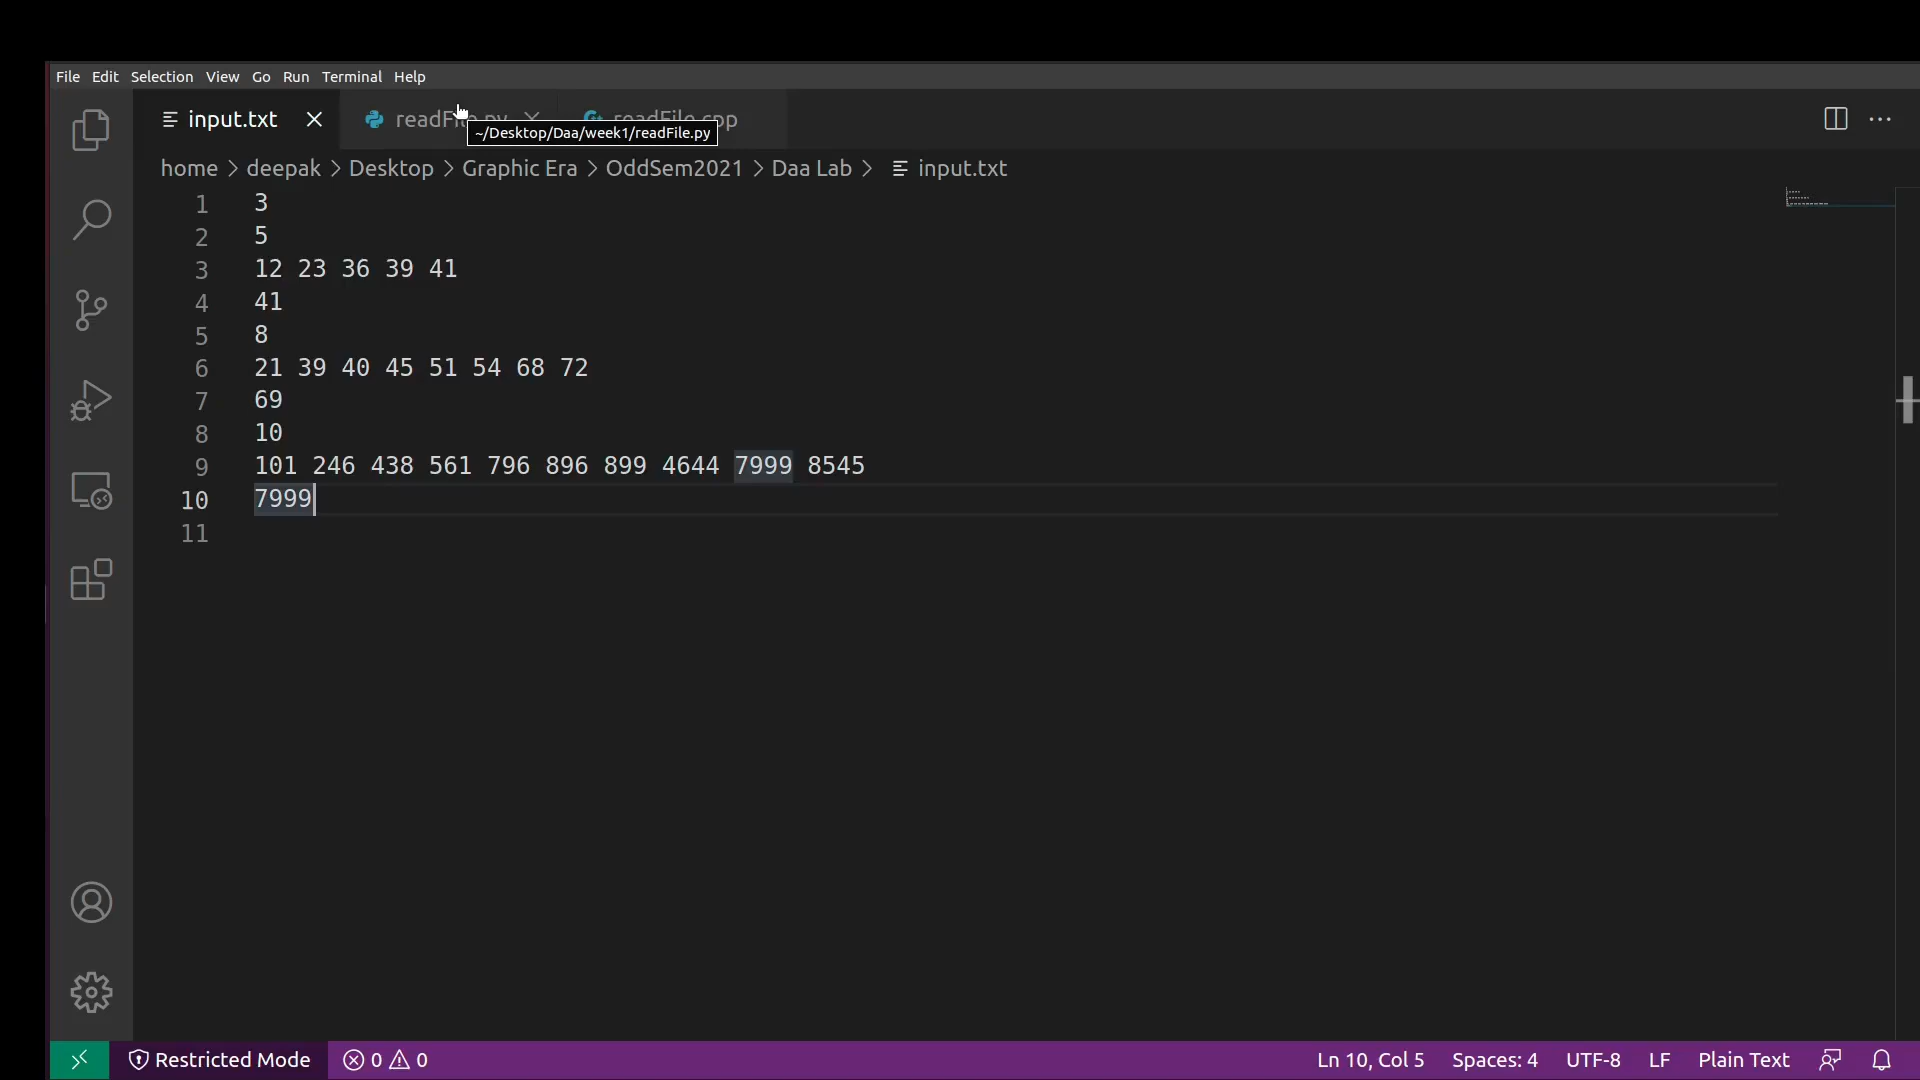 File Edit Selection View Go Run Terminal Help
input.txt readFile.py readFile.cpp
~/Desktop/Daa/week1/readFile.py
home > deepak > Desktop > Graphic Era > OddSem2021 > Daa Lab > input.txt
1 3
2 5
3 12 23 36 39 41
4 41
5 8
6 21 39 40 45 51 54 68 72
7 69
8 10
9 101 246 438 561 796 896 899 4644 7999 8545
10 7999
11
Restricted Mode 0 0 Ln 10, Col 5 Spaces: 4 UTF-8 LF Plain Text